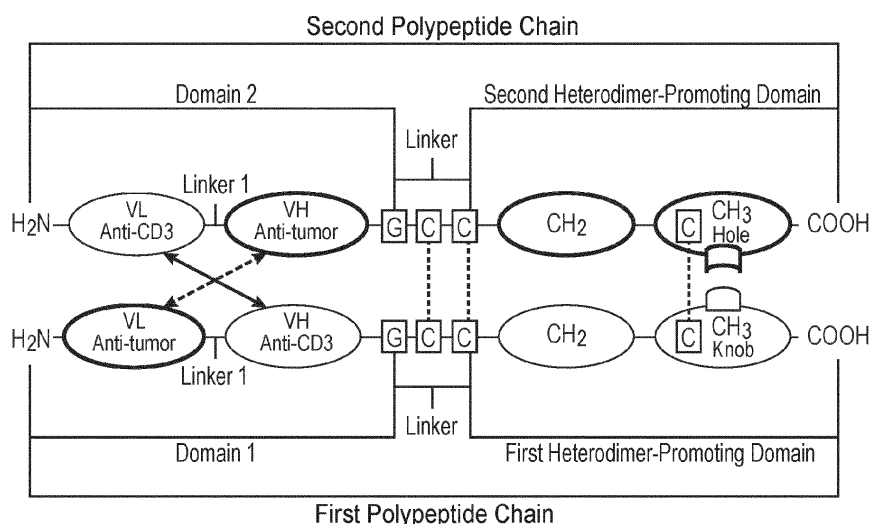 Second Polypeptide Chain
Domain 2
Second Heterodimer-Promoting Domain
Linker
Linker 1
H2N
VL
Anti-CD3
VH
Anti-tumor
G
C
C
CH2
C
CH3
Hole
COOH
H2N
VL
Anti-tumor
VH
Anti-CD3
G
C
C
CH2
C
CH3
Knob
COOH
Linker 1
Linker
Domain 1
First Heterodimer-Promoting Domain
First Polypeptide Chain